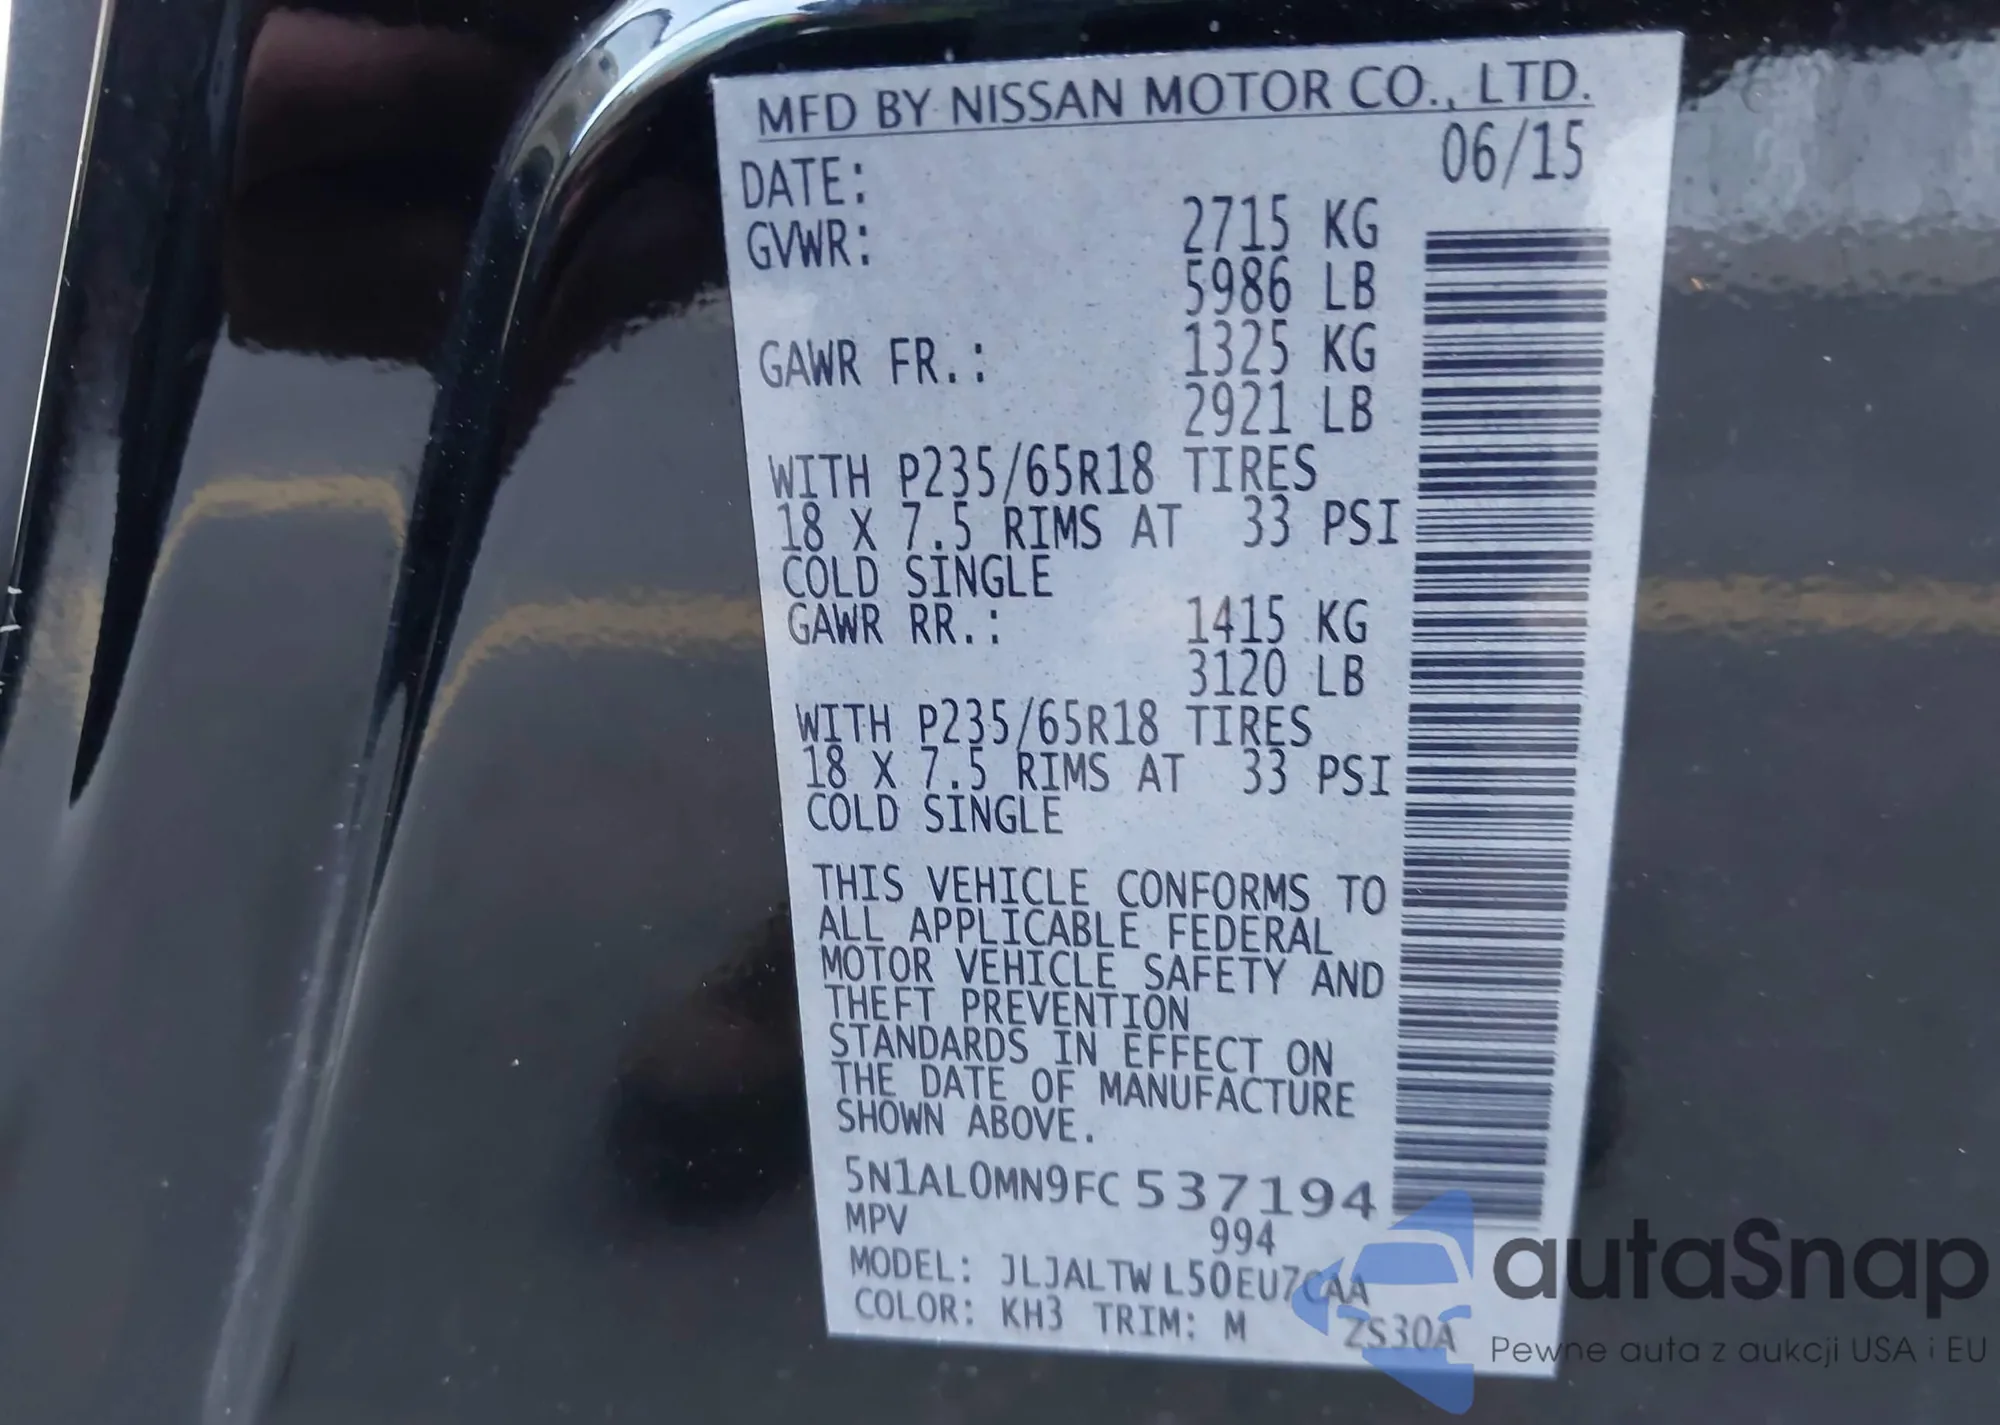 MFD BY NISSAN MOTOR CO., LTD.
DATE: 06/15
GVWR: 2715 KG
5986 LB
GAWR FR.: 1325 KG
2921 LB
WITH P235/65R18 TIRES
18 X 7.5 RIMS AT 33 PSI
COLD SINGLE
GAWR RR.: 1415 KG
3120 LB
WITH P235/65R18 TIRES
18 X 7.5 RIMS AT 33 PSI
COLD SINGLE
THIS VEHICLE CONFORMS TO
ALL APPLICABLE FEDERAL
MOTOR VEHICLE SAFETY AND
THEFT PREVENTION
STANDARDS IN EFFECT ON
THE DATE OF MANUFACTURE
SHOWN ABOVE.
5N1AL0MN9FC537194
MPV 994
MODEL: JLJALTWL50EU7CAA
COLOR: KH3 TRIM: M ZS30A
autaSnap
Pewne auta z aukcji USA i EU